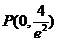 P(0, 4/e²)